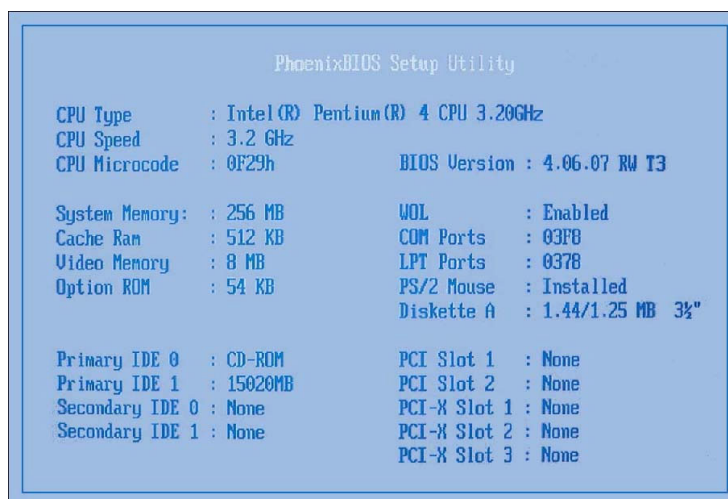 PhoenixBIOS Setup Utility
CPU Type : Intel(R) Pentium(R) 4 CPU 3.20GHz
CPU Speed : 3.2 GHz
CPU Microcode : 0F29h BIOS Version : 4.06.07 RW T3
System Memory: : 256 MB WOL : Enabled
Cache Ram : 512 KB COM Ports : 03F8
Video Memory : 8 MB LPT Ports : 0378
Option ROM : 54 KB PS/2 Mouse : Installed
Diskette A : 1.44/1.25 MB 3½"
Primary IDE 0 : CD-ROM PCI Slot 1 : None
Primary IDE 1 : 15020MB PCI Slot 2 : None
Secondary IDE 0 : None PCI-X Slot 1 : None
Secondary IDE 1 : None PCI-X Slot 2 : None
PCI-X Slot 3 : None